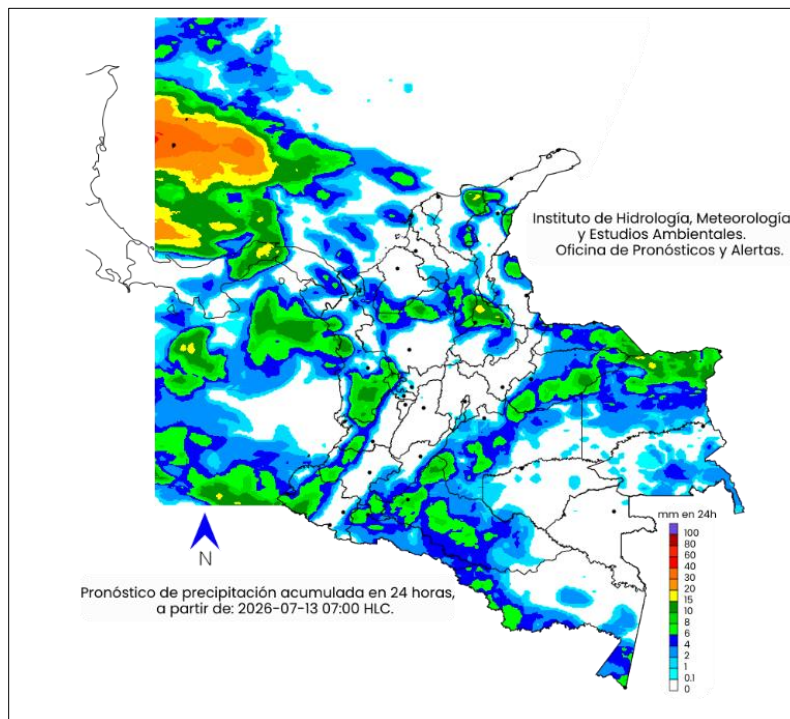 Instituto de Hidrología, Meteorología
y Estudios Ambientales.
Oficina de Pronósticos y Alertas.
mm en 24h
100
80
60
40
30
20
15
10
8
6
4
2
1
0.1
0
N
Pronóstico de precipitación acumulada en 24 horas,
a partir de: 2026-07-13 07:00 HLC.